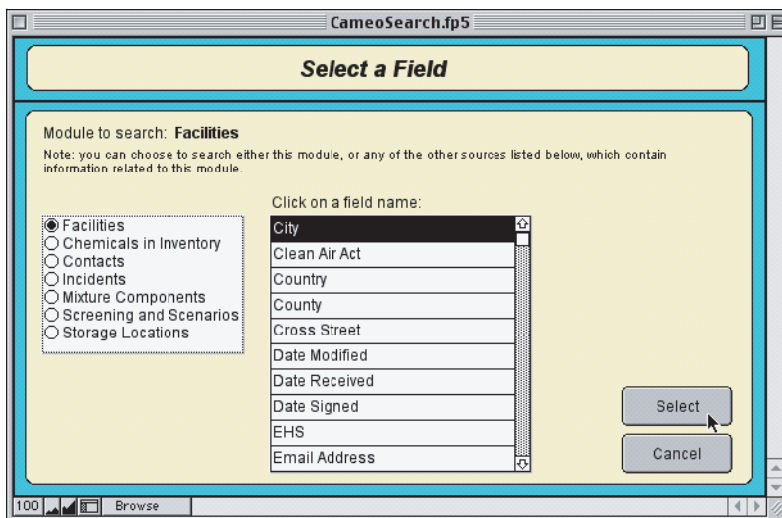 CameoSearch.fp5
Select a Field
Module to search: Facilities
Note: you can choose to search either this module, or any of the other sources listed below, which contain
information related to this module.
Click on a field name:
Facilities
Chemicals in Inventory
Contacts
Incidents
Mixture Components
Screening and Scenarios
Storage Locations
City
Clean Air Act
Country
County
Cross Street
Date Modified
Date Received
Date Signed
EHS
Email Address
Select
Cancel
100 Browse